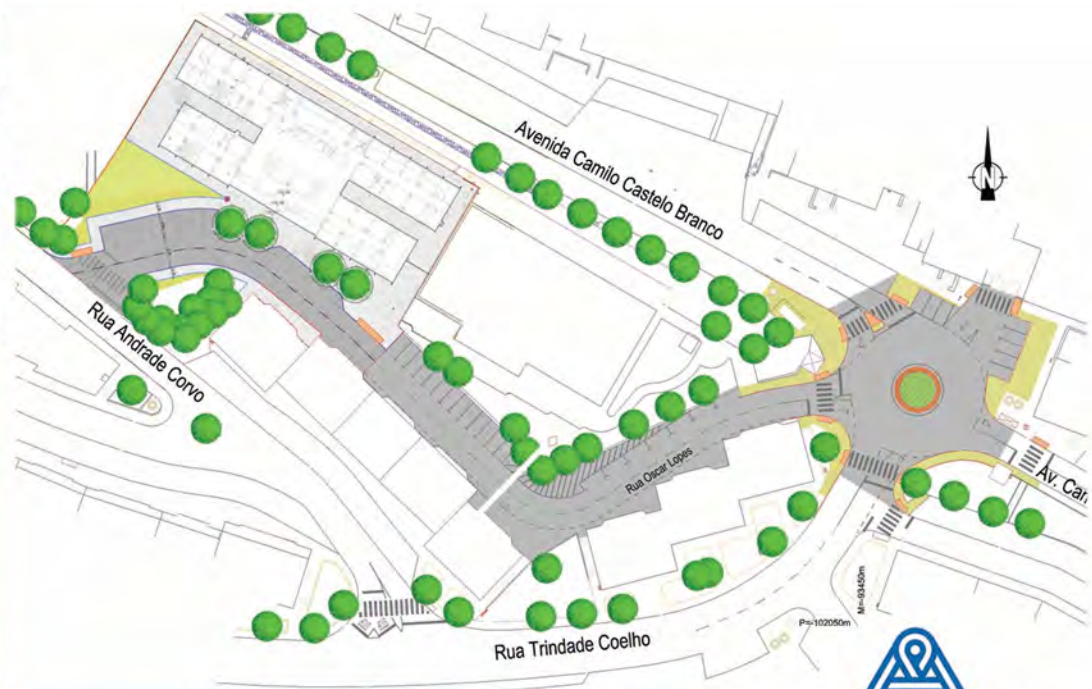 Avenida Camilo Castelo Branco
N
Rua Andrade Corvo
Rua Oscar Lopes
Av. Car
M=-93450m
P=-102050m
Rua Trindade Coelho